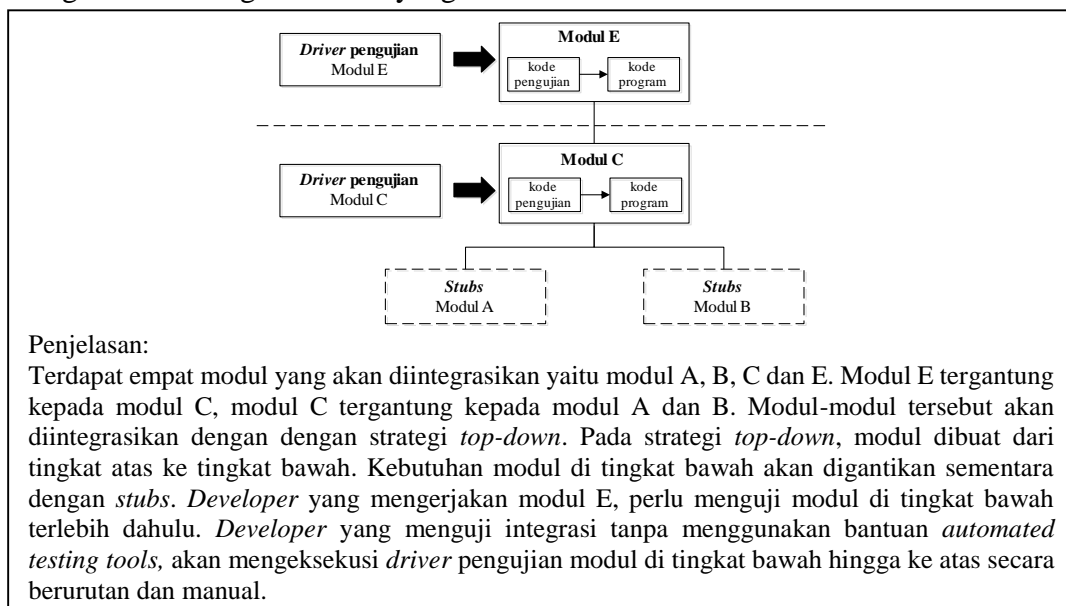 Modul E
Driver pengujian
Modul E
kode
pengujian
kode
program
Modul C
Driver pengujian
Modul C
kode
pengujian
kode
program
Stubs
Modul A
Stubs
Modul B
Penjelasan:
Terdapat empat modul yang akan diintegrasikan yaitu modul A, B, C dan E. Modul E tergantung
kepada modul C, modul C tergantung kepada modul A dan B. Modul-modul tersebut akan
diintegrasikan dengan dengan strategi top-down. Pada strategi top-down, modul dibuat dari
tingkat atas ke tingkat bawah. Kebutuhan modul di tingkat bawah akan digantikan sementara
dengan stubs. Developer yang mengerjakan modul E, perlu menguji modul di tingkat bawah
terlebih dahulu. Developer yang menguji integrasi tanpa menggunakan bantuan automated
testing tools, akan mengeksekusi driver pengujian modul di tingkat bawah hingga ke atas secara
berurutan dan manual.